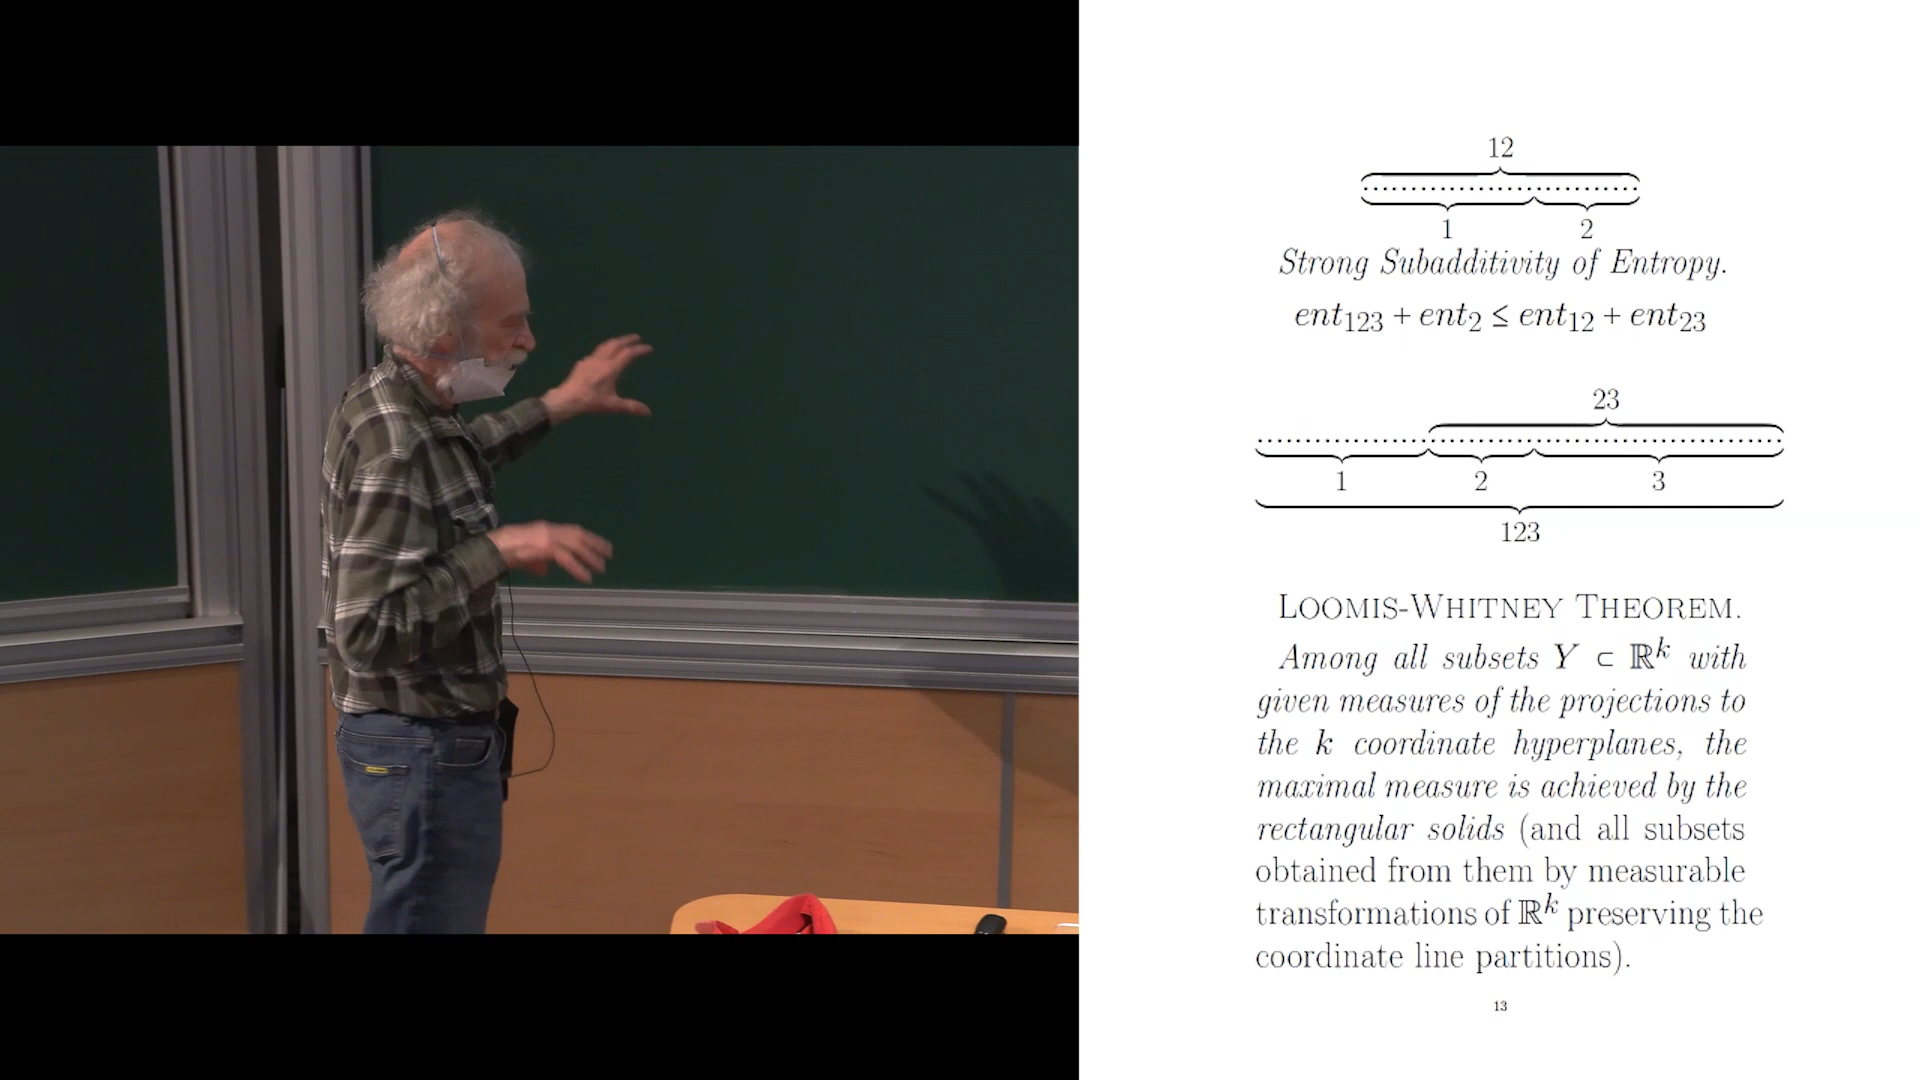 12
1 2
Strong Subadditivity of Entropy.
ent₁₂₃ + ent₂ ≤ ent₁₂ + ent₂₃
23
1 2 3
123
LOOMIS-WHITNEY THEOREM.
Among all subsets Y ⊂ ℝᵏ with
given measures of the projections to
the k coordinate hyperplanes, the
maximal measure is achieved by the
rectangular solids (and all subsets
obtained from them by measurable
transformations of ℝᵏ preserving the
coordinate line partitions).
13